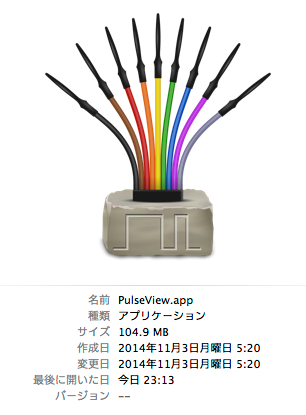 名前 PulseView.app
種類 アプリケーション
サイズ 104.9 MB
作成日 2014年11月3日月曜日 5:20
変更日 2014年11月3日月曜日 5:20
最後に開いた日 今日 23:13
バージョン --